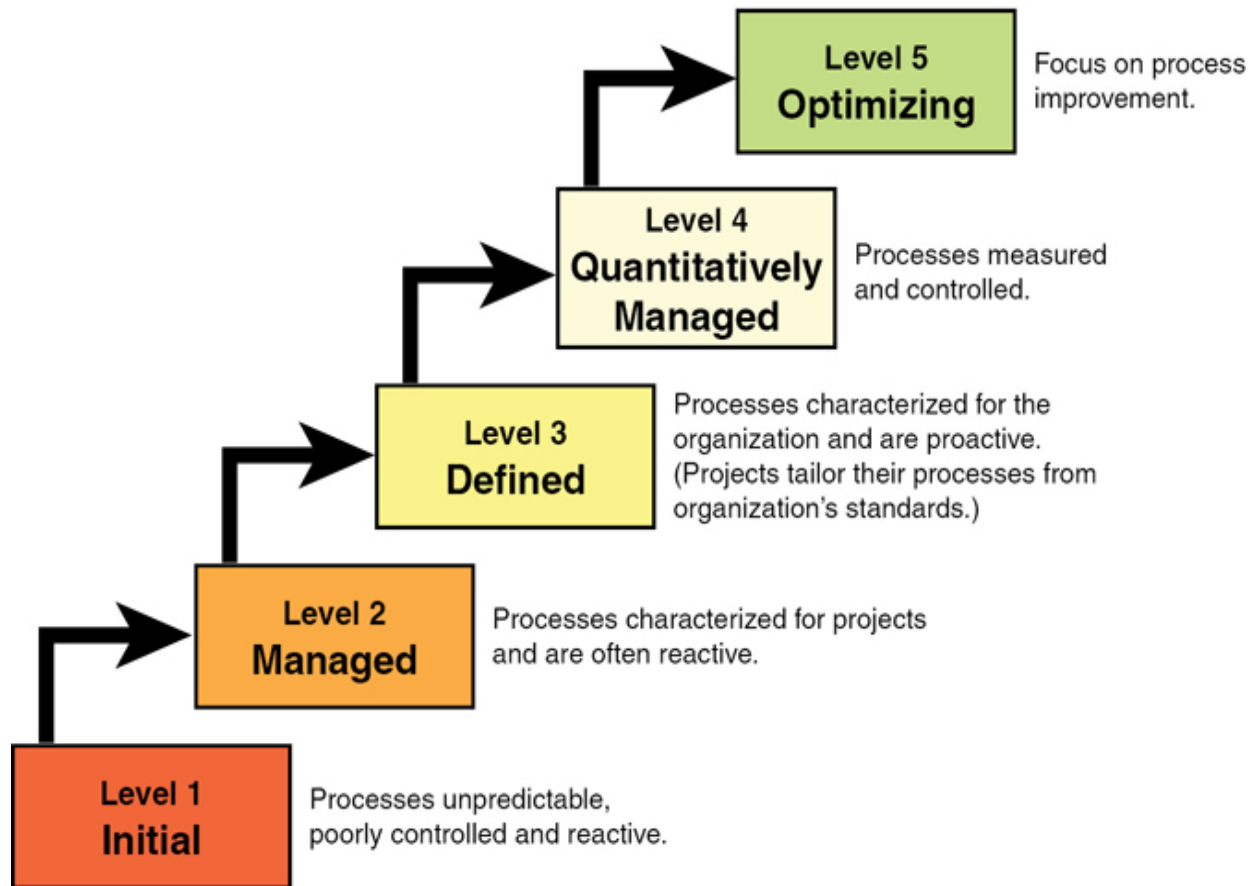 Level 5
Optimizing
Focus on process
improvement.
Level 4
Quantitatively
Managed
Processes measured
and controlled.
Level 3
Defined
Processes characterized for the
organization and are proactive.
(Projects tailor their processes from
organization’s standards.)
Level 2
Managed
Processes characterized for projects
and are often reactive.
Level 1
Initial
Processes unpredictable,
poorly controlled and reactive.